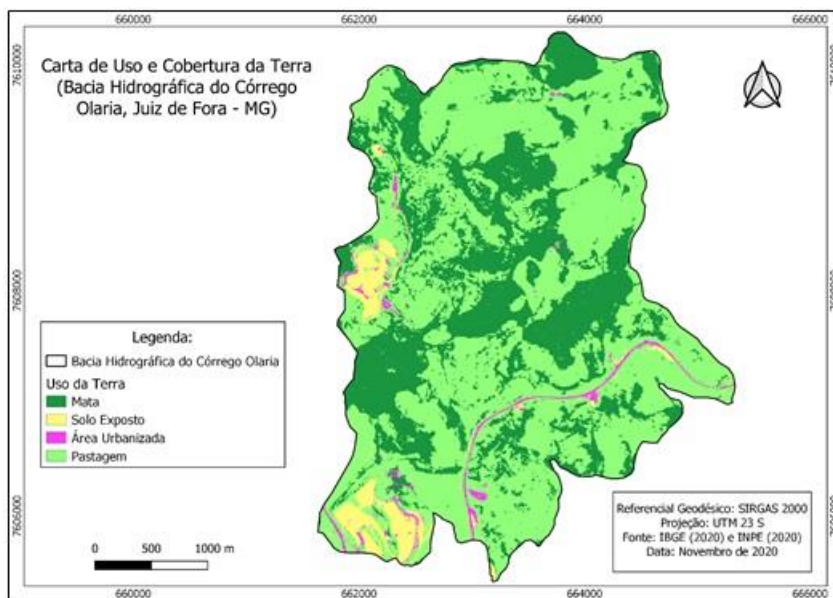 660000 662000 664000 666000
Carta de Uso e Cobertura da Terra
(Bacia Hidrográfica do Córrego
Olaria, Juiz de Fora - MG)
7610000 7610000
7608000 7608000
Legenda:
Bacia Hidrográfica do Córrego Olaria
Uso da Terra
Mata
Solo Exposto
Área Urbanizada
Pastagem
7606000 7606000
Referencial Geodésico: SIRGAS 2000
Projeção: UTM 23 S
Fonte: IBGE (2020) e INPE (2020)
Data: Novembro de 2020
0 500 1000 m
660000 662000 664000 666000